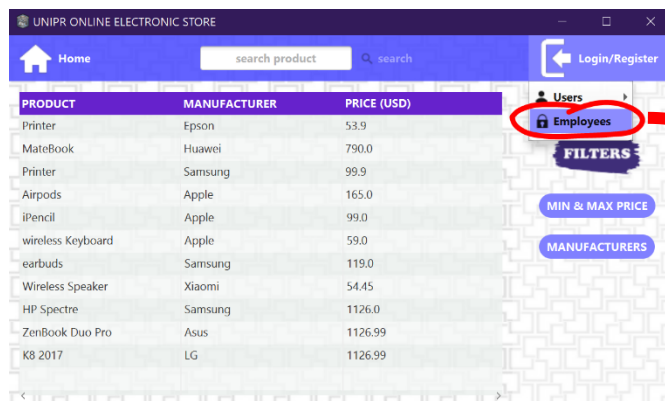 UNIPR ONLINE ELECTRONIC STORE
Home search product search Login/Register
Users
Employees
FILTERS
MIN & MAX PRICE
MANUFACTURERS
PRODUCT MANUFACTURER PRICE (USD)
Printer Epson 53.9
MateBook Huawei 790.0
Printer Samsung 99.9
Airpods Apple 165.0
iPencil Apple 99.0
wireless Keyboard Apple 59.0
earbuds Samsung 119.0
Wireless Speaker Xiaomi 54.45
HP Spectre Samsung 1126.0
ZenBook Duo Pro Asus 1126.99
K8 2017 LG 1126.99